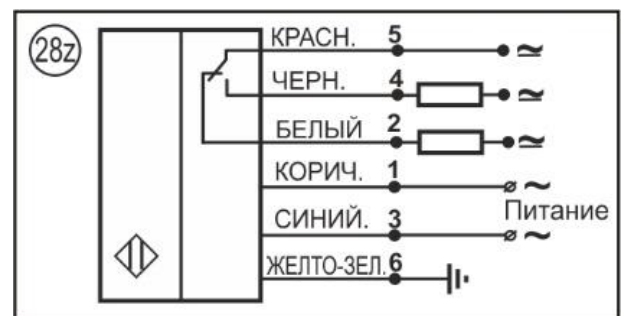 28z
КРАСН. 5
ЧЕРН. 4
БЕЛЫЙ 2
КОРИЧ. 1
Питание
СИНИЙ. 3
ЖЕЛТО-ЗЕЛ. 6